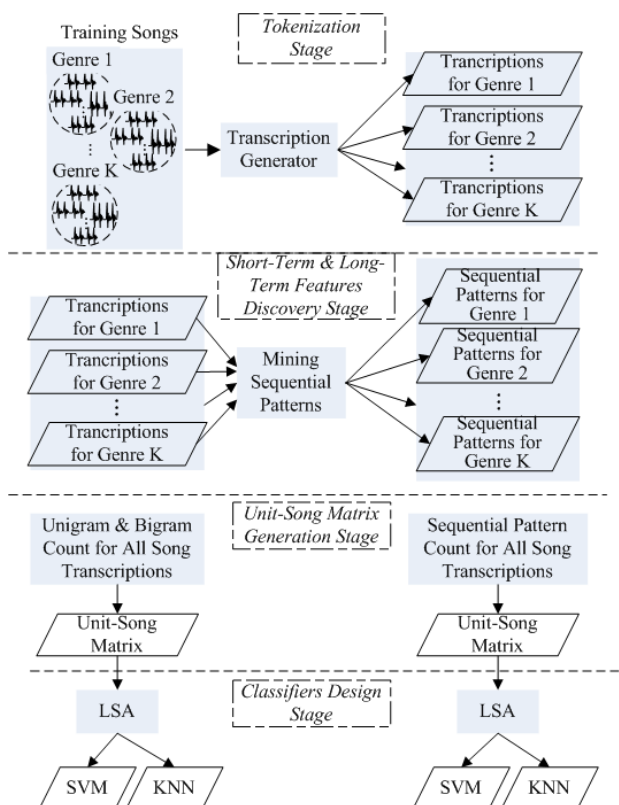 Training Songs
Tokenization
Stage
Genre 1
Genre 2
Genre K
Transcription
Generator
Trancriptions
for Genre 1
Trancriptions
for Genre 2
Trancriptions
for Genre K
Short-Term & Long-
Term Features
Discovery Stage
Trancriptions
for Genre 1
Trancriptions
for Genre 2
Trancriptions
for Genre K
Mining
Sequential
Patterns
Sequential
Patterns for
Genre 1
Sequential
Patterns for
Genre 2
Sequential
Patterns for
Genre K
Unit-Song Matrix
Generation Stage
Unigram & Bigram
Count for All Song
Transcriptions
Sequential Pattern
Count for All Song
Transcriptions
Unit-Song
Matrix
Unit-Song
Matrix
Classifiers Design
Stage
LSA
LSA
SVM
KNN
SVM
KNN